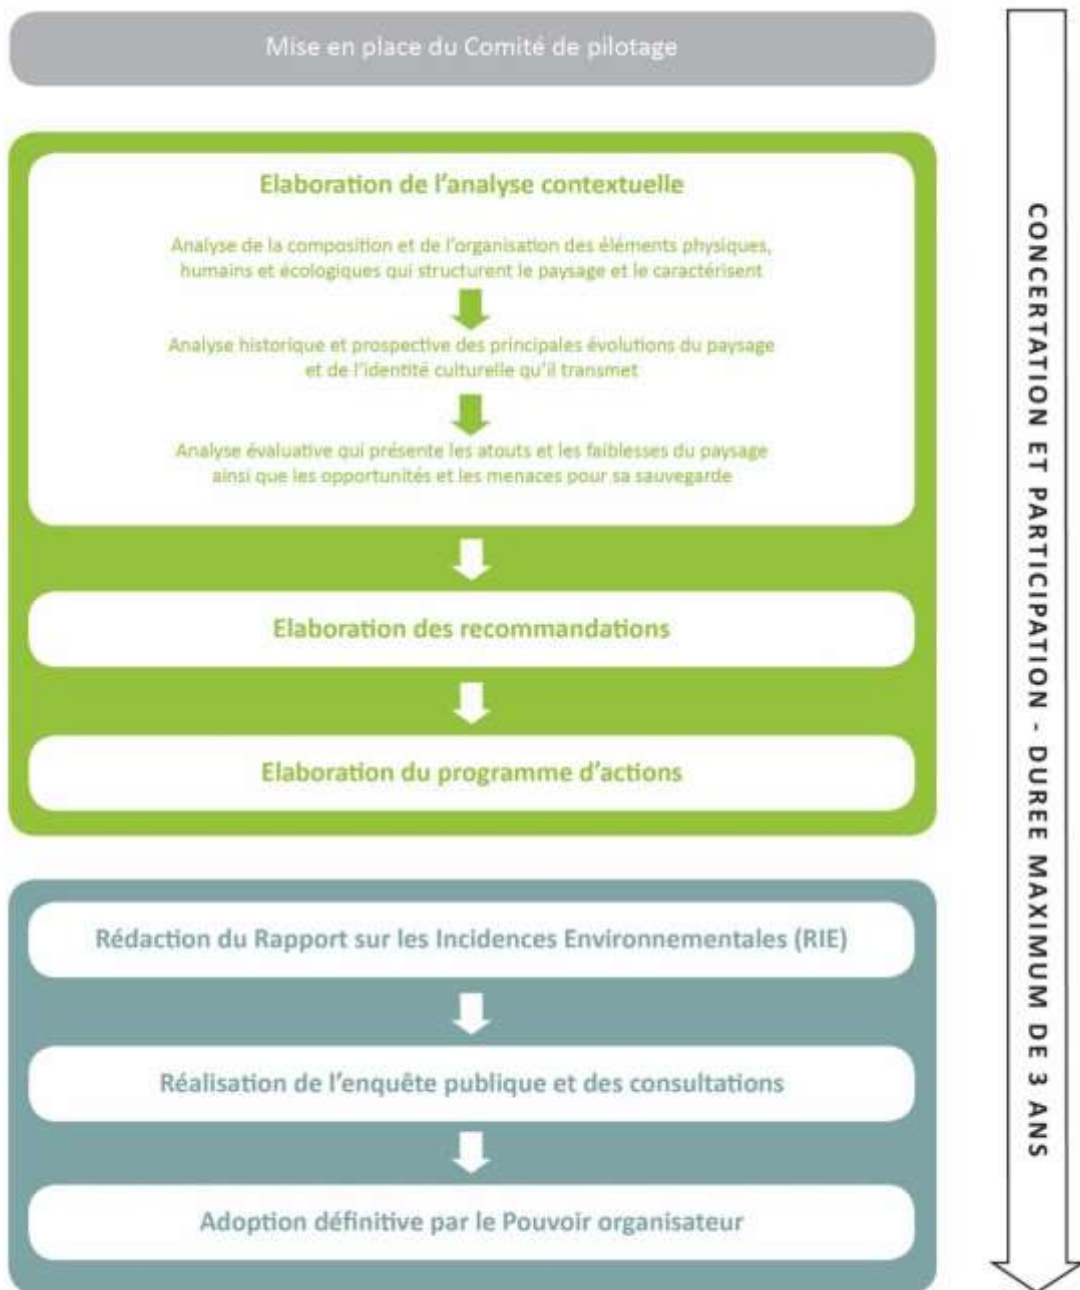 Mise en place du Comité de pilotage
Elaboration de l'analyse contextuelle
Analyse de la composition et de l'organisation des éléments physiques,
humains et écologiques qui structurent le paysage et le caractérisent
Analyse historique et prospective des principales évolutions du paysage
et de l'identité culturelle qu'il transmet
Analyse évaluative qui présente les atouts et les faiblesses du paysage
ainsi que les opportunités et les menaces pour sa sauvegarde
Elaboration des recommandations
Elaboration du programme d'actions
Rédaction du Rapport sur les Incidences Environnementales (RIE)
Réalisation de l'enquête publique et des consultations
Adoption définitive par le Pouvoir organisateur
CONCERTATION ET PARTICIPATION - DUREE MAXIMUM DE 3 ANS